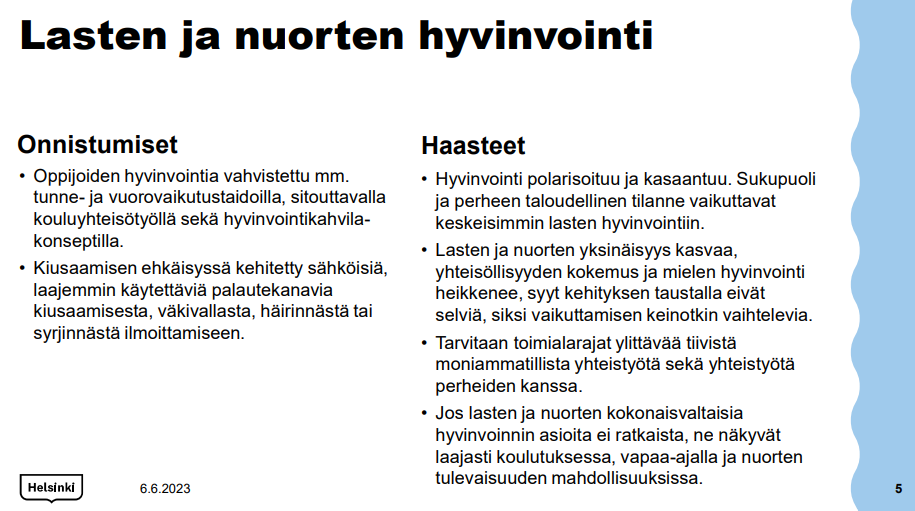 Lasten ja nuorten hyvinvointi
Onnistumiset
• Oppijoiden hyvinvointia vahvistettu mm.
tunne- ja vuorovaikutustaidoilla, sitouttavalla
kouluyhteisötyöllä sekä hyvinvointikahvila-
konseptilla.
• Kiusaamisen ehkäisyssä kehitetty sähköisiä,
laajemmin käytettäviä palautekanavia
kiusaamisesta, väkivallasta, häirinnästä tai
syrjinnästä ilmoittamiseen.
Haasteet
• Hyvinvointi polarisoituu ja kasaantuu. Sukupuoli
ja perheen taloudellinen tilanne vaikuttavat
keskeisimmin lasten hyvinvointiin.
• Lasten ja nuorten yksinäisyys kasvaa,
yhteisöllisyyden kokemus ja mielen hyvinvointi
heikkenee, syyt kehityksen taustalla eivät
selviä, siksi vaikuttamisen keinotkin vaihtelevia.
• Tarvitaan toimialarajat ylittävää tiivistä
moniammatillista yhteistyötä sekä yhteistyötä
perheiden kanssa.
• Jos lasten ja nuorten kokonaisvaltaisia
hyvinvoinnin asioita ei ratkaista, ne näkyvät
laajasti koulutuksessa, vapaa-ajalla ja nuorten
tulevaisuuden mahdollisuuksissa.
Helsinki
6.6.2023
5